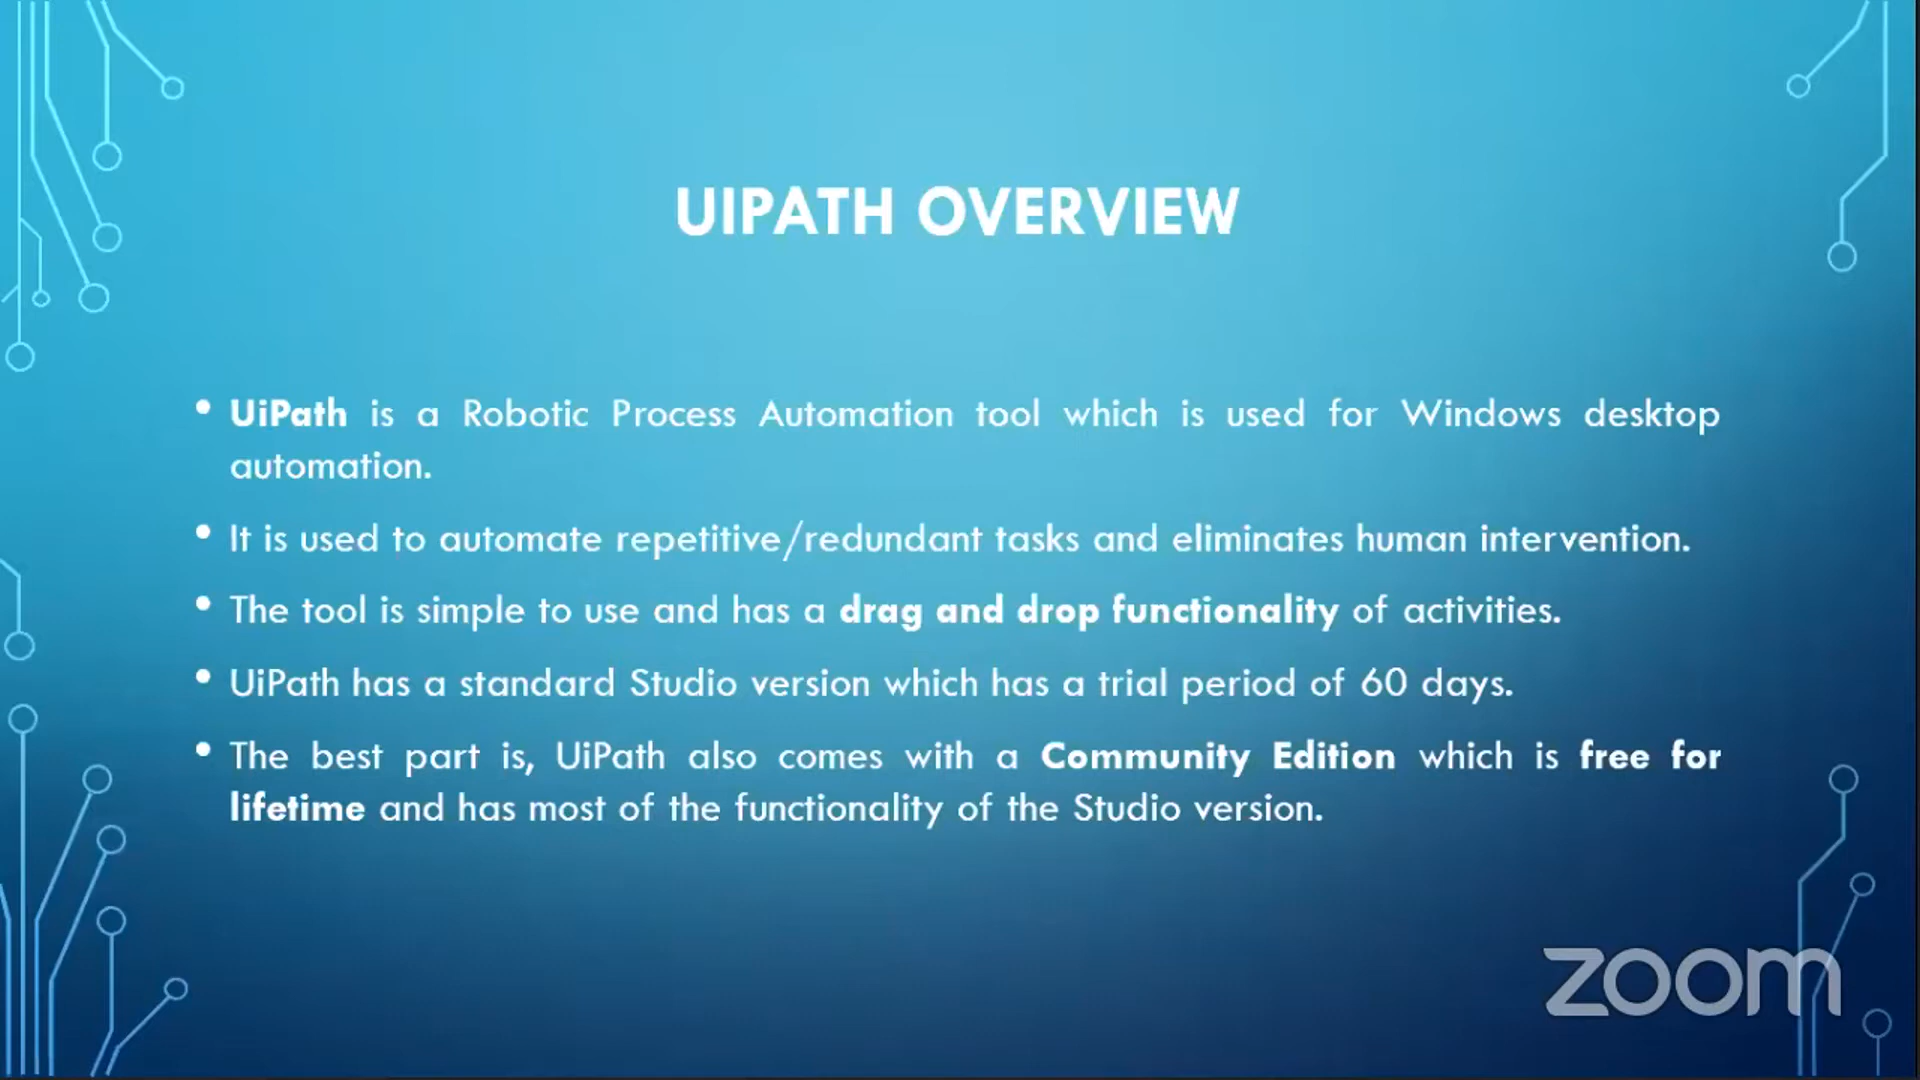 UIPATH OVERVIEW
• UiPath is a Robotic Process Automation tool which is used for Windows desktop
automation.
• It is used to automate repetitive/redundant tasks and eliminates human intervention.
• The tool is simple to use and has a drag and drop functionality of activities.
• UiPath has a standard Studio version which has a trial period of 60 days.
• The best part is, UiPath also comes with a Community Edition which is free for
lifetime and has most of the functionality of the Studio version.
zoom